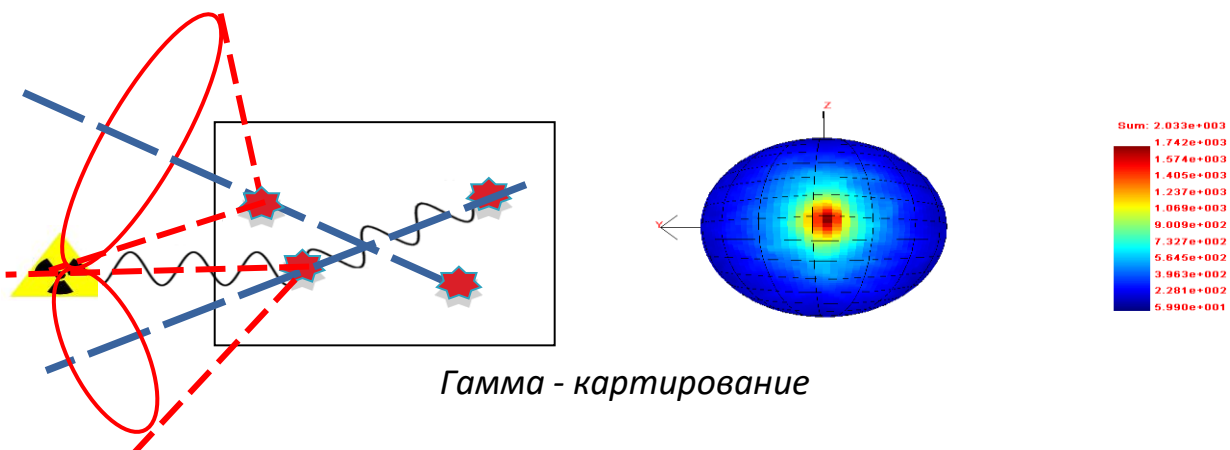 Z
Y
Sum: 2.033e+003
1.742e+003
1.574e+003
1.405e+003
1.237e+003
1.069e+003
9.009e+002
7.327e+002
5.645e+002
3.963e+002
2.281e+002
5.990e+001
Гамма - картирование